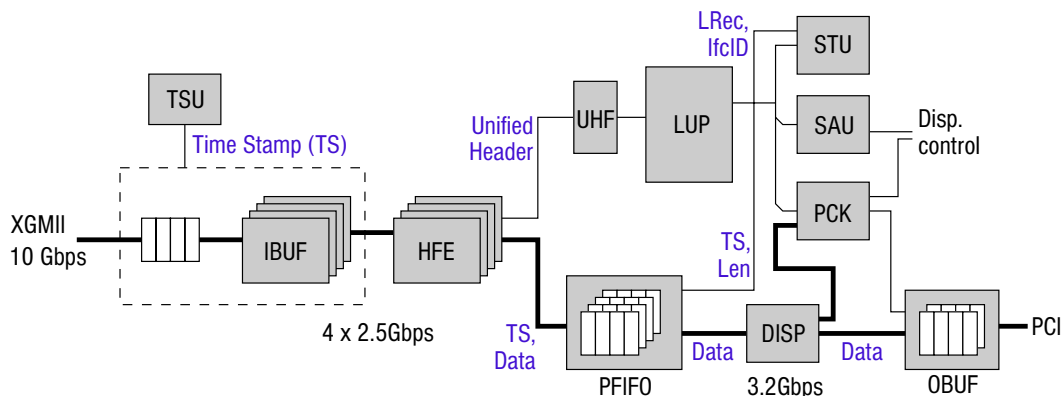 LRec,
IfcID
STU
TSU
Time Stamp (TS)
Unified
Header
UHF
LUP
SAU
Disp.
control
XGMII
10 Gbps
IBUF
HFE
PCK
TS,
Len
4 x 2.5Gbps
TS,
Data
PFIFO
Data
DISP
3.2Gbps
Data
OBUF
PCI